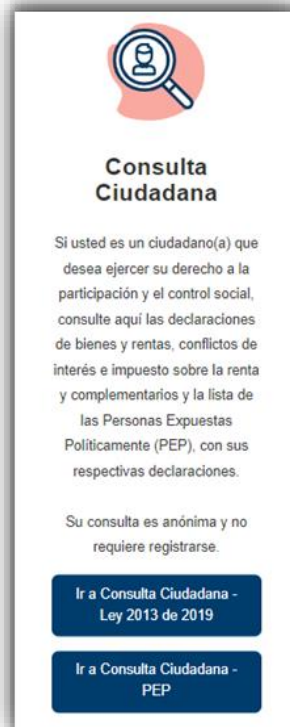 Consulta
Ciudadana
Si usted es un ciudadano(a) que
desea ejercer su derecho a la
participación y el control social,
consulte aquí las declaraciones
de bienes y rentas, conflictos de
interés e impuesto sobre la renta
y complementarios y la lista de
las Personas Expuestas
Políticamente (PEP), con sus
respectivas declaraciones.
Su consulta es anónima y no
requiere registrarse.
Ir a Consulta Ciudadana -
Ley 2013 de 2019
Ir a Consulta Ciudadana -
PEP